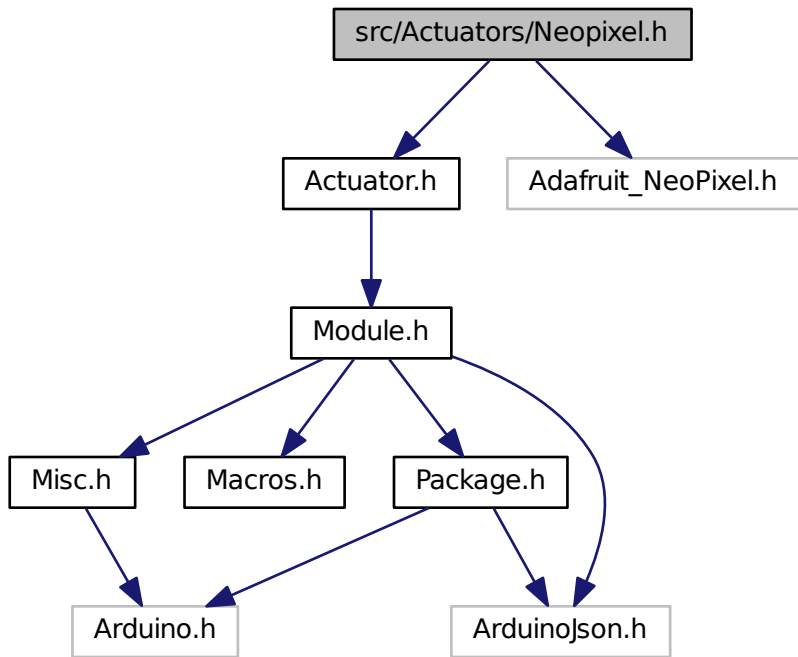 src/Actuators/Neopixel.h
Actuator.h
Adafruit_NeoPixel.h
Module.h
Misc.h
Macros.h
Package.h
Arduino.h
ArduinoJson.h